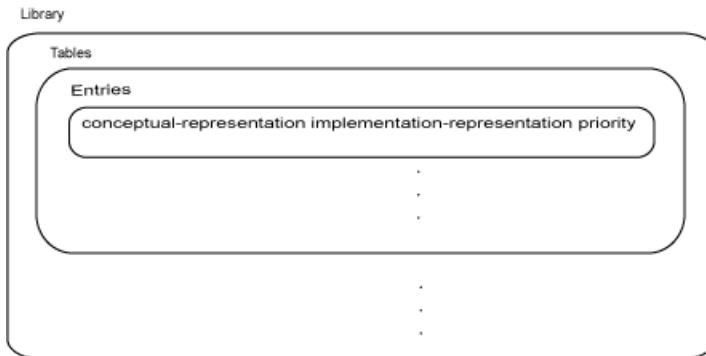 Library
Tables
Entries
conceptual-representation implementation-representation priority